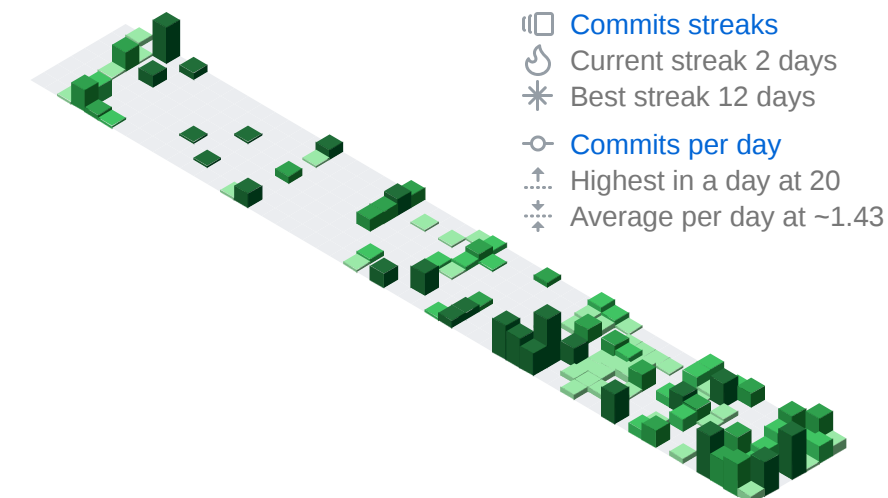 Commits streaks
Current streak 2 days
Best streak 12 days
Commits per day
Highest in a day at 20
Average per day at ~1.43